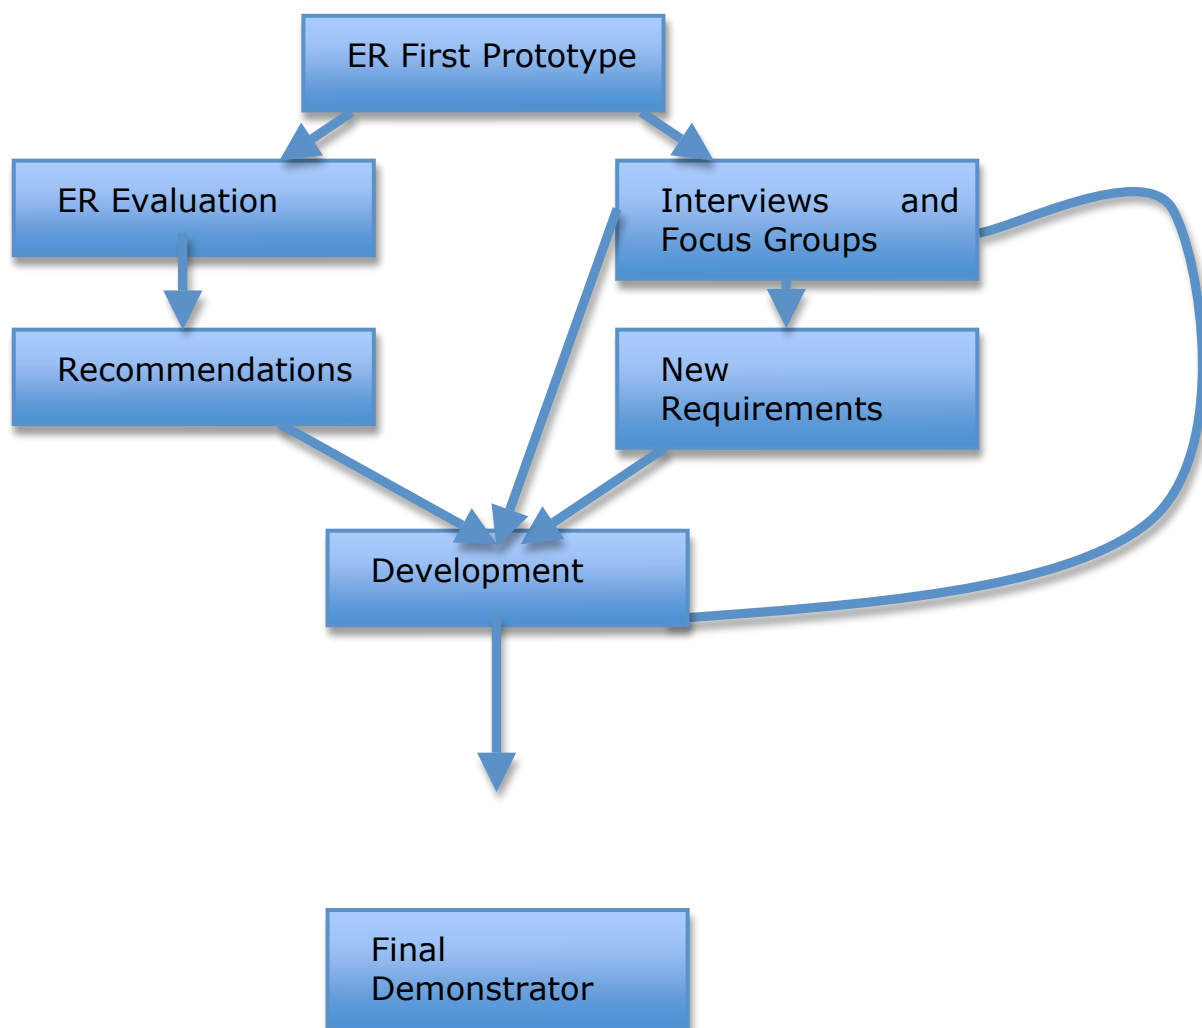 ER First Prototype
ER Evaluation
Interviews and
Focus Groups
Recommendations
New
Requirements
Development
Final
Demonstrator